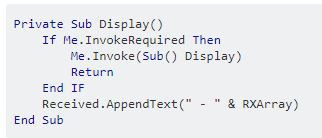 Private Sub Display()
    If Me.InvokeRequired Then
        Me.Invoke(Sub() Display)
        Return
    End IF
    Received.AppendText(" - " & RXArray)
End Sub